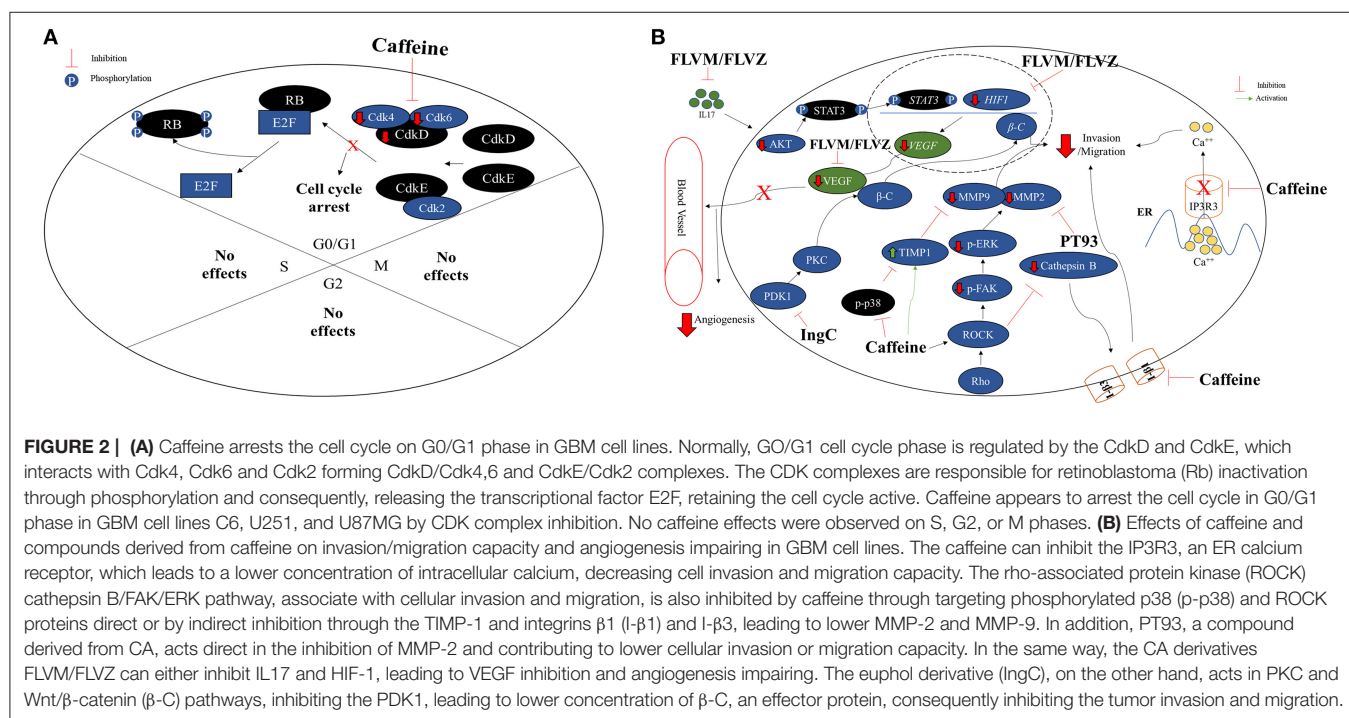 A
Inhibition
P Phosphorylation
Caffeine
RB
E2F
P P
RB
P P
E2F
Cdk4
Cdk6
CdkD
X
Cell cycle
arrest
CdkD
CdkE
CdkE
Cdk2
G0/G1
S
M
G2
No
effects
No
effects
No
effects
B
FLVM/FLVZ
IL17
P STAT3 P
P STAT3 P
AKT
FLVM/FLVZ
HIF1
β-C
VEGF
FLVM/FLVZ
VEGF
X
β-C
Blood Vessel
Angiogenesis
PKC
PDK1
IngC
MMP9
MMP2
TIMP1
p-ERK
p-p38
p-FAK
Caffeine
ROCK
Rho
PT93
Cathepsin B
Invasion
/Migration
Inhibition
Activation
Ca⁺⁺
X
IP3R3
Caffeine
ER
Ca⁺⁺
I-β3
I-β1
Caffeine
FIGURE 2 | (A) Caffeine arrests the cell cycle on G0/G1 phase in GBM cell lines. Normally, GO/G1 cell cycle phase is regulated by the CdkD and CdkE, which
interacts with Cdk4, Cdk6 and Cdk2 forming CdkD/Cdk4,6 and CdkE/Cdk2 complexes. The CDK complexes are responsible for retinoblastoma (Rb) inactivation
through phosphorylation and consequently, releasing the transcriptional factor E2F, retaining the cell cycle active. Caffeine appears to arrest the cell cycle in G0/G1
phase in GBM cell lines C6, U251, and U87MG by CDK complex inhibition. No caffeine effects were observed on S, G2, or M phases. (B) Effects of caffeine and
compounds derived from caffeine on invasion/migration capacity and angiogenesis impairing in GBM cell lines. The caffeine can inhibit the IP3R3, an ER calcium
receptor, which leads to a lower concentration of intracellular calcium, decreasing cell invasion and migration capacity. The rho-associated protein kinase (ROCK)
cathepsin B/FAK/ERK pathway, associate with cellular invasion and migration, is also inhibited by caffeine through targeting phosphorylated p38 (p-p38) and ROCK
proteins direct or by indirect inhibition through the TIMP-1 and integrins β1 (I-β1) and I-β3, leading to lower MMP-2 and MMP-9. In addition, PT93, a compound
derived from CA, acts direct in the inhibition of MMP-2 and contributing to lower cellular invasion or migration capacity. In the same way, the CA derivatives
FLVM/FLVZ can either inhibit IL17 and HIF-1, leading to VEGF inhibition and angiogenesis impairing. The euphol derivative (IngC), on the other hand, acts in PKC and
Wnt/β-catenin (β-C) pathways, inhibiting the PDK1, leading to lower concentration of β-C, an effector protein, consequently inhibiting the tumor invasion and migration.